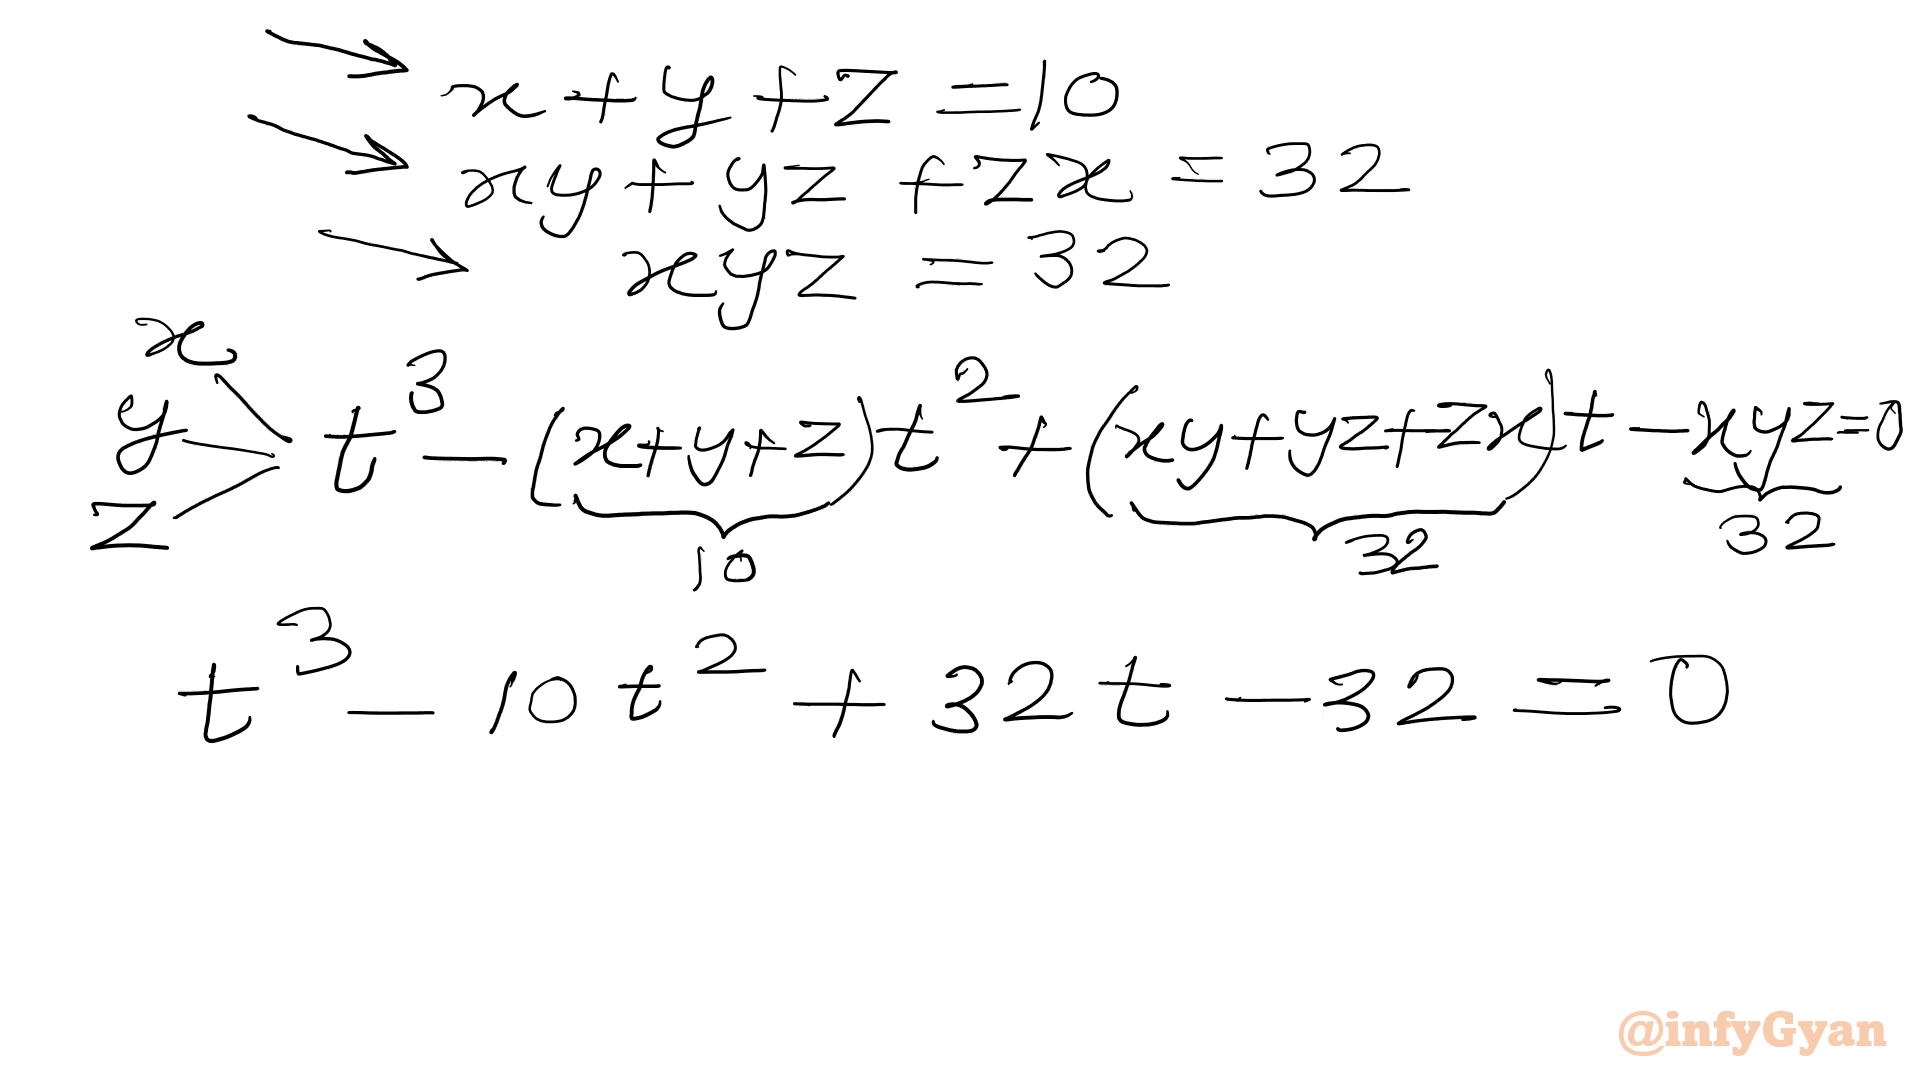 x + y + z = 10
xy + yz + zx = 32
xyz = 32
x
y
z
t³ - (x+y+z)t² + (xy+yz+zx)t - xyz = 0
10 32 32
t³ - 10t² + 32t - 32 = 0
@infyGyan